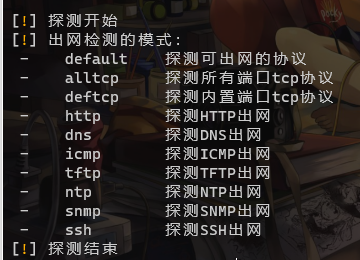 [!] 探测开始
[!] 出网检测的模式:
- default 探测可出网的协议
- alltcp 探测所有端口tcp协议
- deftcp 探测内置端口tcp协议
- http 探测HTTP出网
- dns 探测DNS出网
- icmp 探测ICMP出网
- tftp 探测TFTP出网
- ntp 探测NTP出网
- snmp 探测SNMP出网
- ssh 探测SSH出网
[!] 探测结束